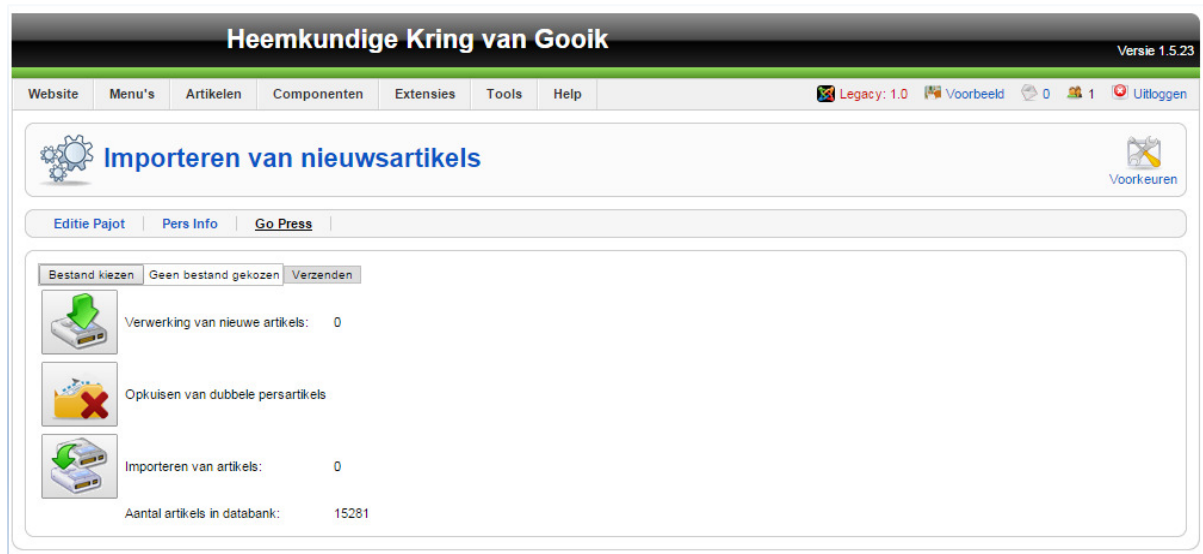 Heemkundige Kring van Gooik
Versie 1.5.23
Website Menu's Artikelen Componenten Extensies Tools Help Legacy: 1.0 Voorbeeld 0 1 Uitloggen
Importeren van nieuwsartikels
Voorkeuren
Editie Pajot Pers Info Go Press
Bestand kiezen Geen bestand gekozen Verzenden
Verwerking van nieuwe artikels: 0
Opkuisen van dubbele persartikels
Importeren van artikels: 0
Aantal artikels in databank: 15281